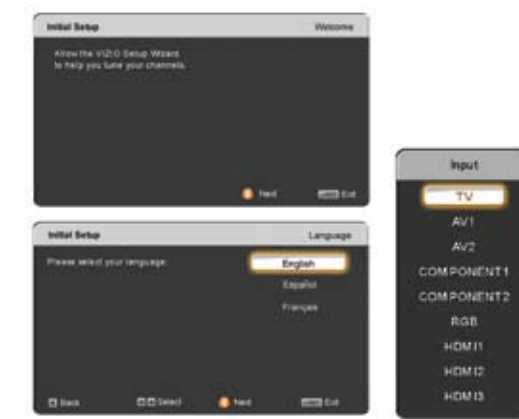 Initial Setup Welcome
Allow the VIZIO Setup Wizard
to help you tune your channels.
Next Exit
Initial Setup Language
Please select your language:
English
Español
Français
Back Select Next Exit
Input
TV
AV1
AV2
COMPONENT1
COMPONENT2
RGB
HDMI1
HDMI2
HDMI3